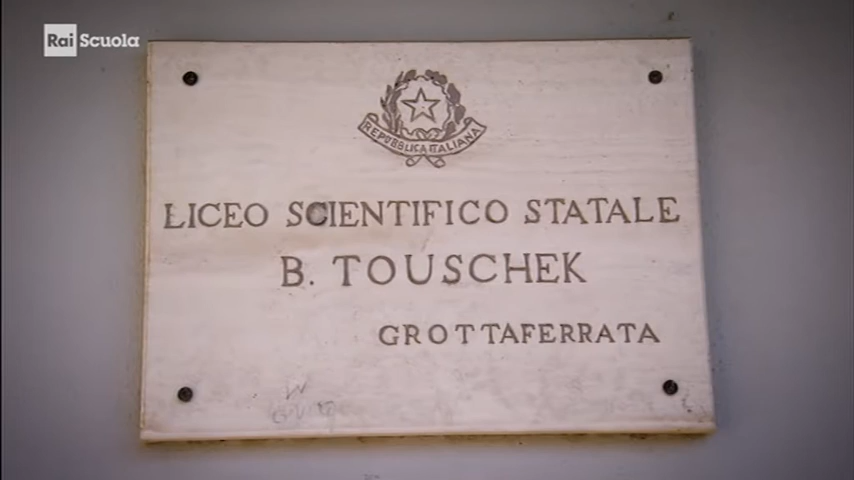 Rai Scuola
REPUBBLICA ITALIANA
LICEO SCIENTIFICO STATALE
B. TOUSCHEK
GROTTAFERRATA
W